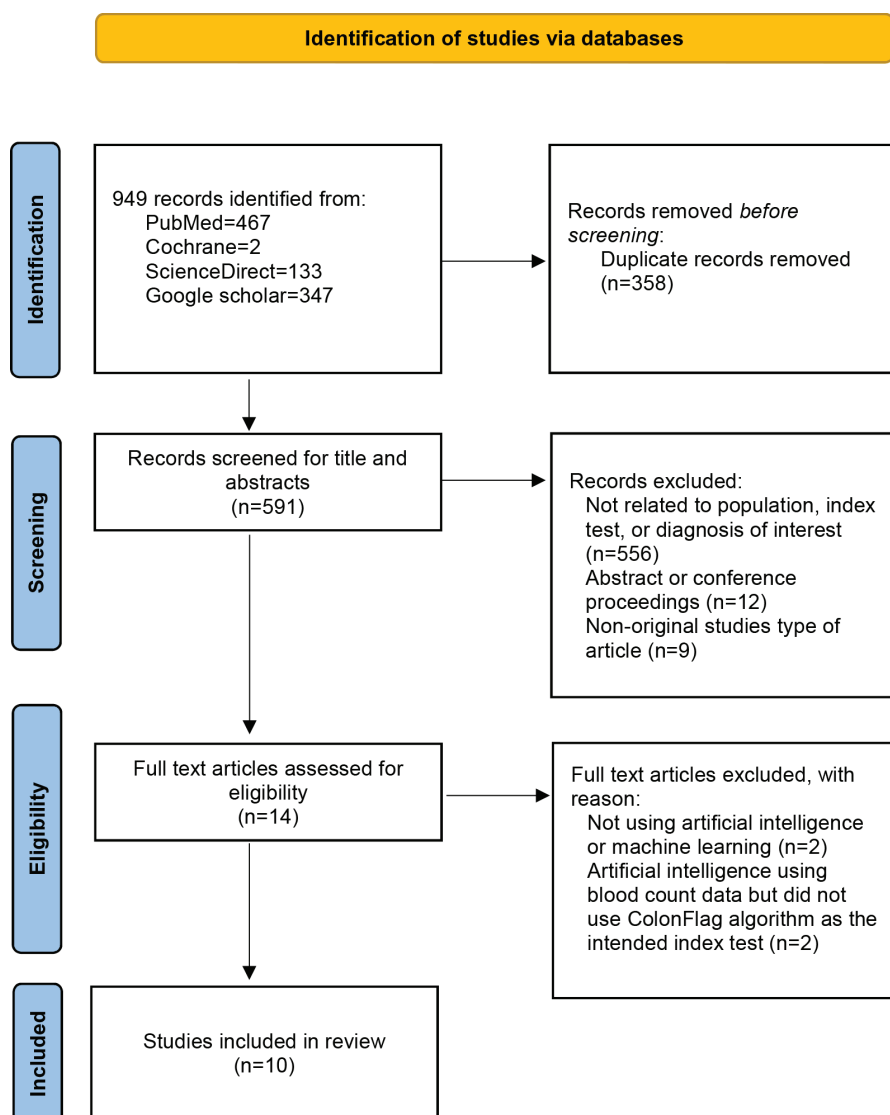 Identification of studies via databases
Identification
949 records identified from:
PubMed=467
Cochrane=2
ScienceDirect=133
Google scholar=347
Records removed before
screening:
Duplicate records removed
(n=358)
Screening
Records screened for title and
abstracts
(n=591)
Records excluded:
Not related to population, index
test, or diagnosis of interest
(n=556)
Abstract or conference
proceedings (n=12)
Non-original studies type of
article (n=9)
Eligibility
Full text articles assessed for
eligibility
(n=14)
Full text articles excluded, with
reason:
Not using artificial intelligence
or machine learning (n=2)
Artificial intelligence using
blood count data but did not
use ColonFlag algorithm as the
intended index test (n=2)
Included
Studies included in review
(n=10)